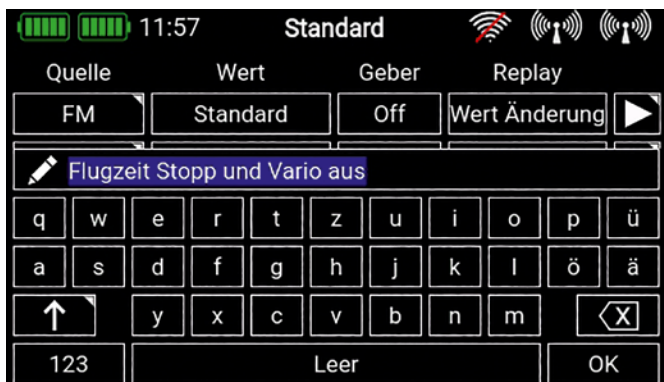 11:57 Standard
Quelle Wert Geber Replay
FM Standard Off Wert Änderung
Flugzeit Stopp und Vario aus
q w e r t z u i o p ü
a s d f g h j k l ö ä
y x c v b n m X
123 Leer OK